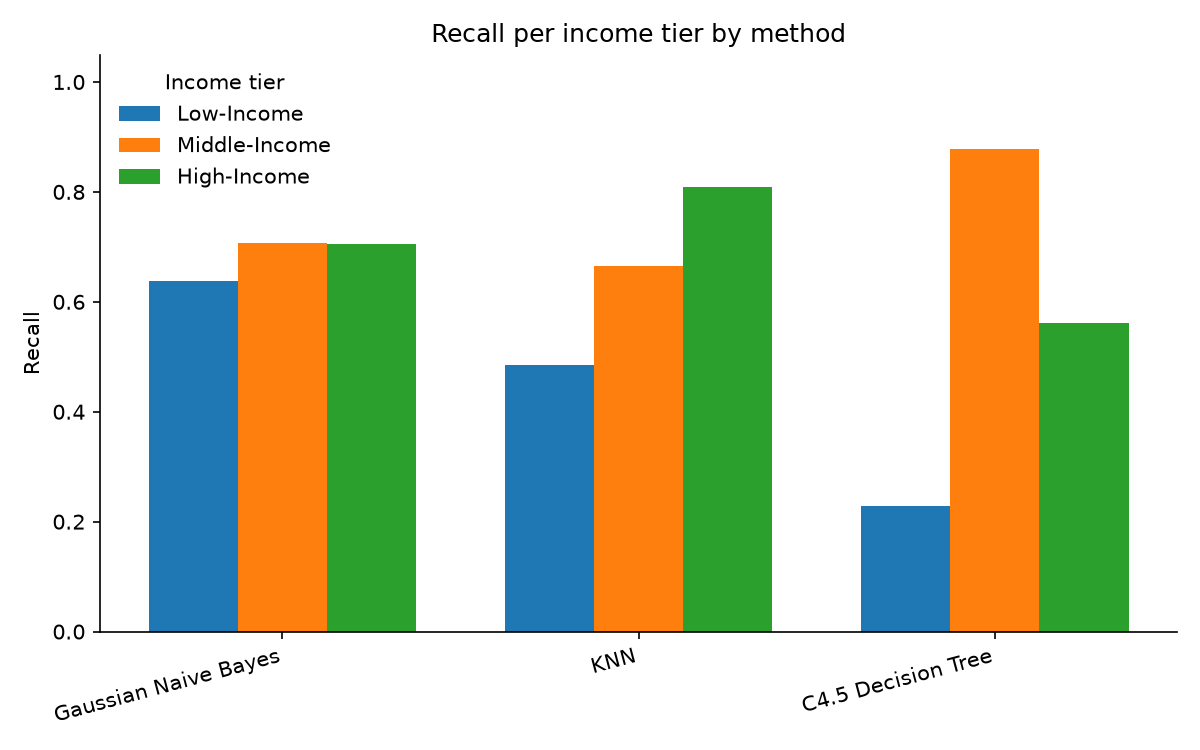 Recall per income tier by method
Income tier
Low-Income
Middle-Income
High-Income
Recall
1.0
0.8
0.6
0.4
0.2
0.0
Gaussian Naive Bayes
KNN
C4.5 Decision Tree